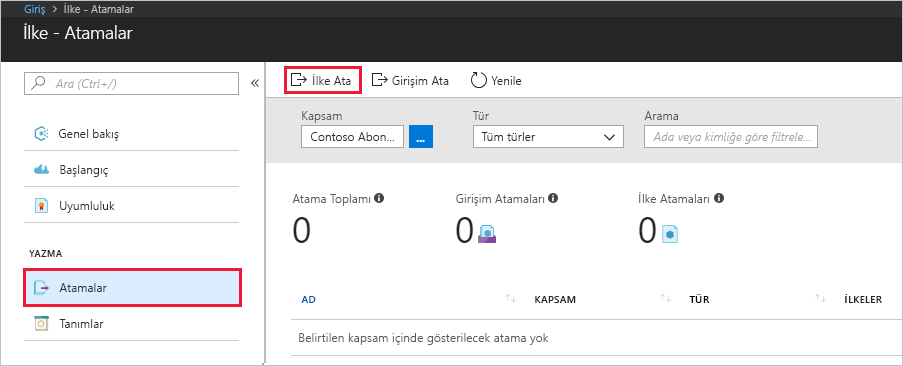 Giriş > İlke - Atamalar
İlke - Atamalar
Ara (Ctrl+/)
Genel bakış
Başlangıç
Uyumluluk
YAZMA
Atamalar
Tanımlar
İlke Ata Girişim Ata Yenile
Kapsam Tür Arama
Contoso Abon... ... Tüm türler Ada veya kimliğe göre filtrele...
Atama Toplamı Girişim Atamaları İlke Atamaları
0 0 0
AD KAPSAM TÜR İLKELER
Belirtilen kapsam içinde gösterilecek atama yok